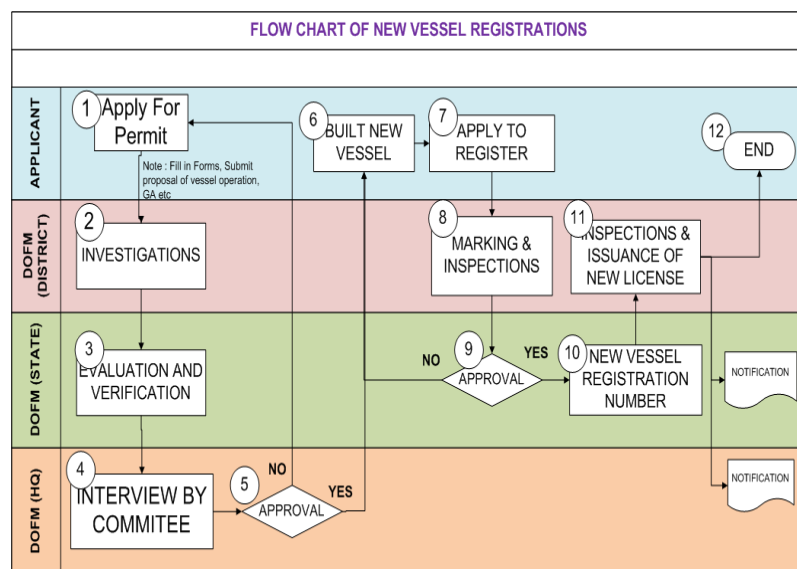 FLOW CHART OF NEW VESSEL REGISTRATIONS
APPLICANT
1
Apply For
Permit
Note : Fill in Forms, Submit
proposal of vessel operation,
GA etc
6
BUILT NEW
VESSEL
7
APPLY TO
REGISTER
12
END
DOFM
(DISTRICT)
2
INVESTIGATIONS
8
MARKING &
INSPECTIONS
11
INSPECTIONS &
ISSUANCE OF
NEW LICENSE
DOFM (STATE)
3
EVALUATION AND
VERIFICATION
NO
9
APPROVAL
YES
10
NEW VESSEL
REGISTRATION
NUMBER
NOTIFICATION
DOFM (HQ)
4
INTERVIEW BY
COMMITEE
NO
5
APPROVAL
YES
NOTIFICATION